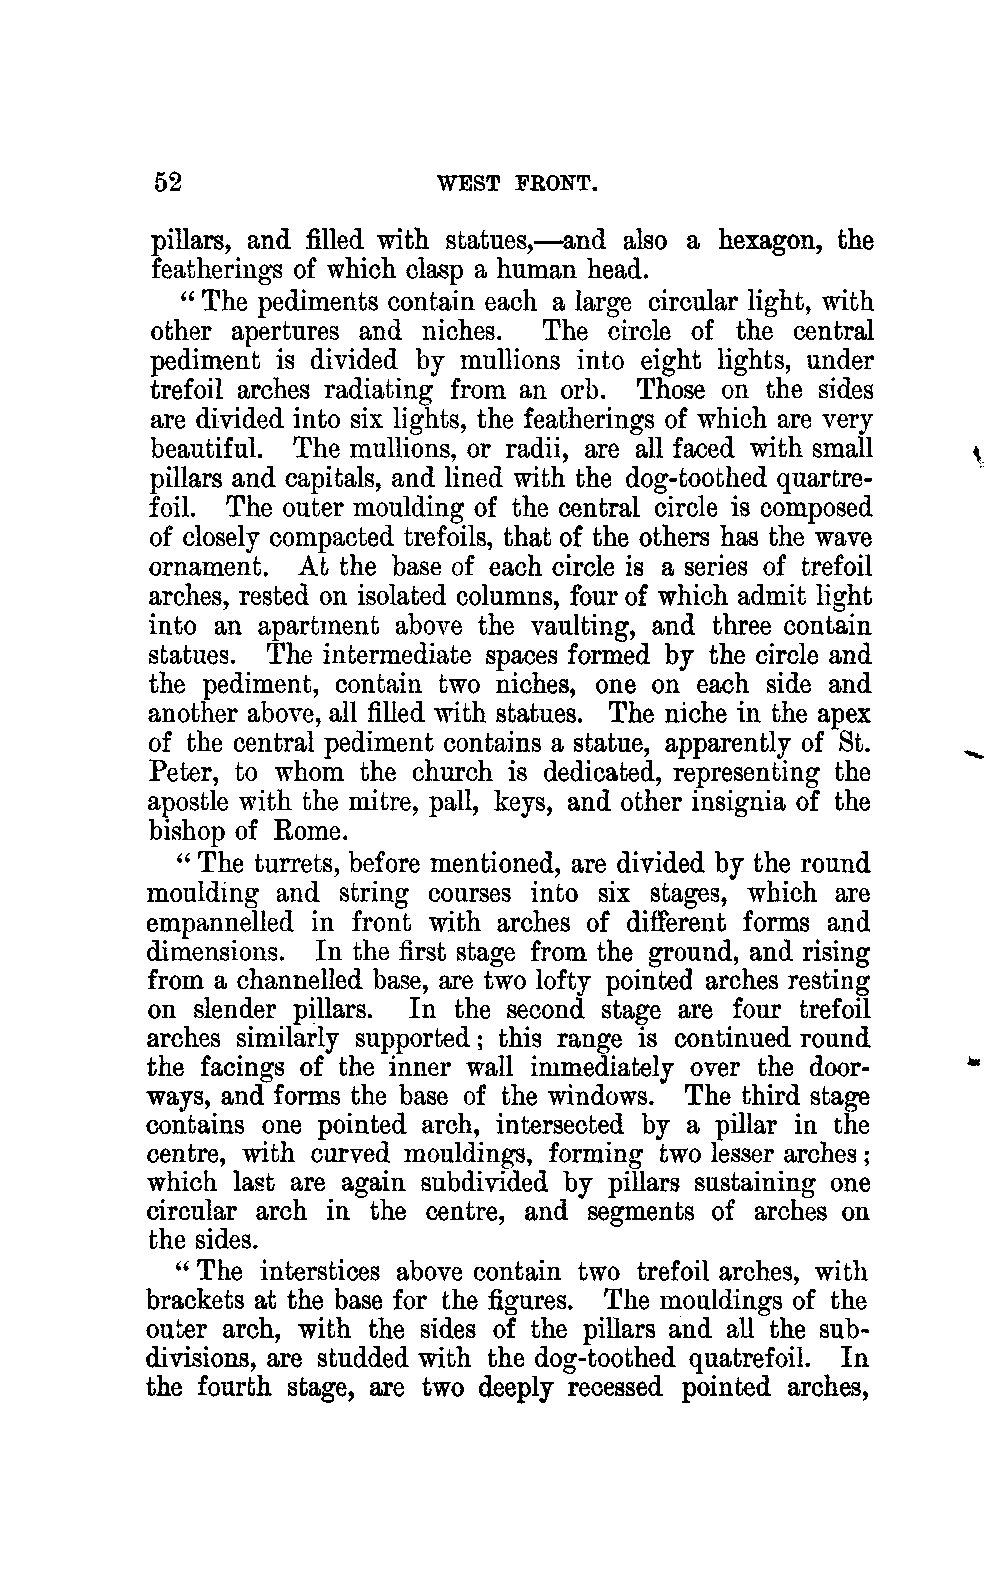 52 WEST FRONT.
pillars, and filled with statues,—and also a hexagon, the
featherings of which clasp a human head.
“ The pediments contain each a large circular light, with
other apertures and niches. The circle of the central
pediment is divided by mullions into eight lights, under
trefoil arches radiating from an orb. Those on the sides
are divided into six lights, the featherings of which are very
beautiful. The mullions, or radii, are all faced with small
pillars and capitals, and lined with the dog-toothed quartre-
foil. The outer moulding of the central circle is composed
of closely compacted trefoils, that of the others has the wave
ornament. At the base of each circle is a series of trefoil
arches, rested on isolated columns, four of which admit light
into an apartment above the vaulting, and three contain
statues. The intermediate spaces formed by the circle and
the pediment, contain two niches, one on each side and
another above, all filled with statues. The niche in the apex
of the central pediment contains a statue, apparently of St.
Peter, to whom the church is dedicated, representing the
apostle with the mitre, pall, keys, and other insignia of the
bishop of Rome.
“ The turrets, before mentioned, are divided by the round
moulding and string courses into six stages, which are
empannelled in front with arches of different forms and
dimensions. In the first stage from the ground, and rising
from a channelled base, are two lofty pointed arches resting
on slender pillars. In the second stage are four trefoil
arches similarly supported; this range is continued round
the facings of the inner wall immediately over the door-
ways, and forms the base of the windows. The third stage
contains one pointed arch, intersected by a pillar in the
centre, with curved mouldings, forming two lesser arches;
which last are again subdivided by pillars sustaining one
circular arch in the centre, and segments of arches on
the sides.
“ The interstices above contain two trefoil arches, with
brackets at the base for the figures. The mouldings of the
outer arch, with the sides of the pillars and all the sub-
divisions, are studded with the dog-toothed quatrefoil. In
the fourth stage, are two deeply recessed pointed arches,